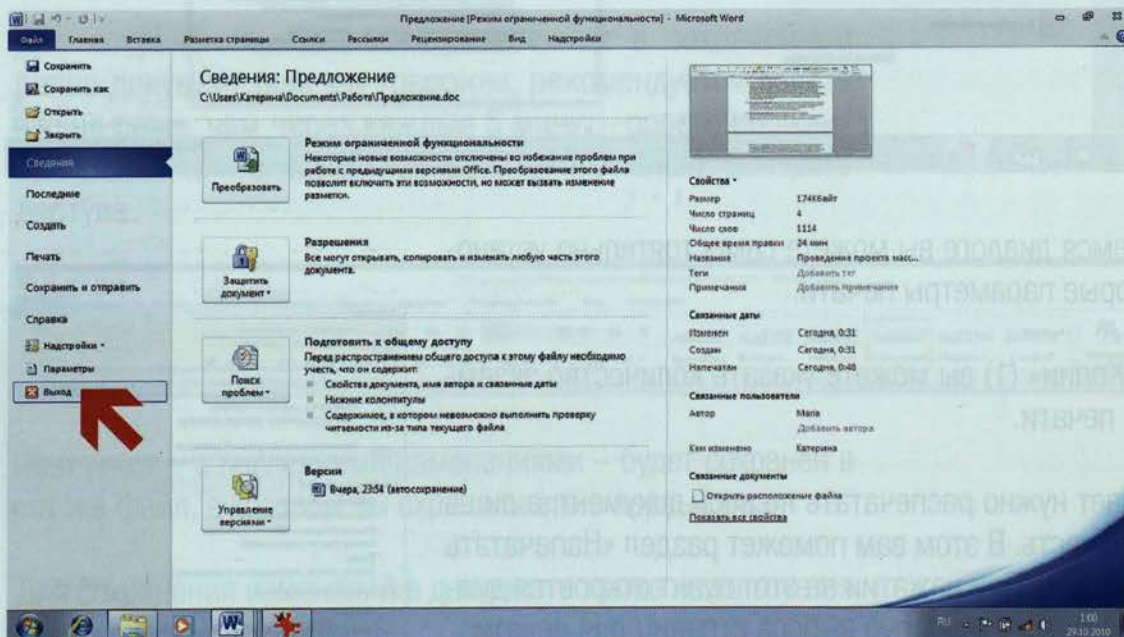 Предложение [Режим ограниченной функциональности] - Microsoft Word
Файл Главная Вставка Разметка страницы Ссылки Рассылки Рецензирование Вид Надстройки
Сохранить
Сохранить как
Открыть
Закрыть
Сведения
Последние
Создать
Печать
Сохранить и отправить
Справка
Надстройки
Параметры
Выход
Сведения: Предложение
C:\Users\Катерина\Documents\Работа\Предложение.doc
Преобразовать
Режим ограниченной функциональности
Некоторые новые возможности отключены во избежание проблем при
работе с предыдущими версиями Office. Преобразование этого файла
позволит включить эти возможности, но может вызвать изменение
разметки.
Защитить
документ
Разрешения
Все могут открывать, копировать и изменять любую часть этого
документа.
Поиск
проблем
Подготовить к общему доступу
Перед распространением общего доступа к этому файлу необходимо
учесть, что он содержит:
Свойства документа, имя автора и связанные даты
Нижние колонтитулы
Содержимое, в котором невозможно выполнить проверку
читаемости из-за типа текущего файла
Управление
версиями
Версии
Вчера, 23:54 (автосохранение)
Свойства
Размер 174Кбайт
Число страниц 4
Число слов 1114
Общее время правки 24 мин
Название Проведения проекта масс...
Теги Добавить тег
Примечания Добавить примечания
Связанные даты
Изменен Сегодня, 0:31
Создан Сегодня, 0:31
Напечатан Сегодня, 0:48
Связанные пользователи
Автор Maria
Добавить автора
Кем изменено Катерина
Связанные документы
Открыть расположение файла
Показать все свойства
RU
1:00
29.10.2010